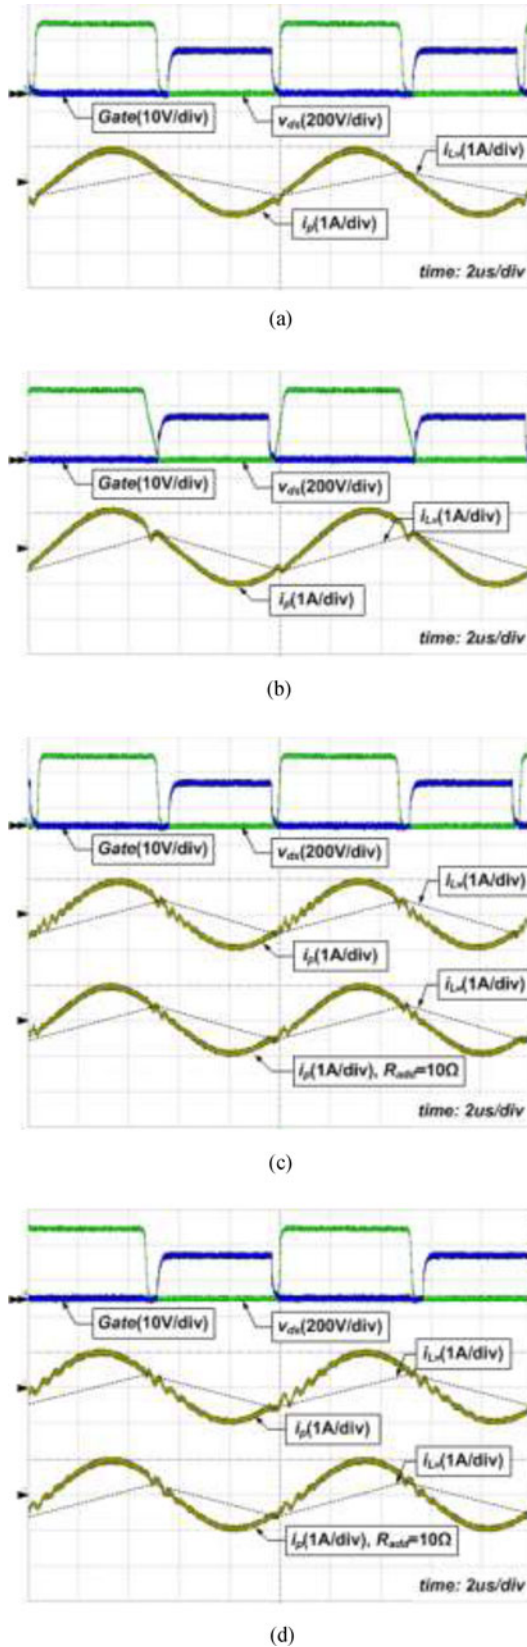 Gate(10V/div)
v_ds(200V/div)
i_Lm(1A/div)
i_p(1A/div)
time: 2us/div
(a)
Gate(10V/div)
v_ds(200V/div)
i_Lm(1A/div)
i_p(1A/div)
time: 2us/div
(b)
Gate(10V/div)
v_ds(200V/div)
i_Lm(1A/div)
i_p(1A/div)
i_Lm(1A/div)
i_p(1A/div), R_add=10Ω
time: 2us/div
(c)
Gate(10V/div)
v_ds(200V/div)
i_Lm(1A/div)
i_p(1A/div)
i_Lm(1A/div)
i_p(1A/div), R_add=10Ω
time: 2us/div
(d)